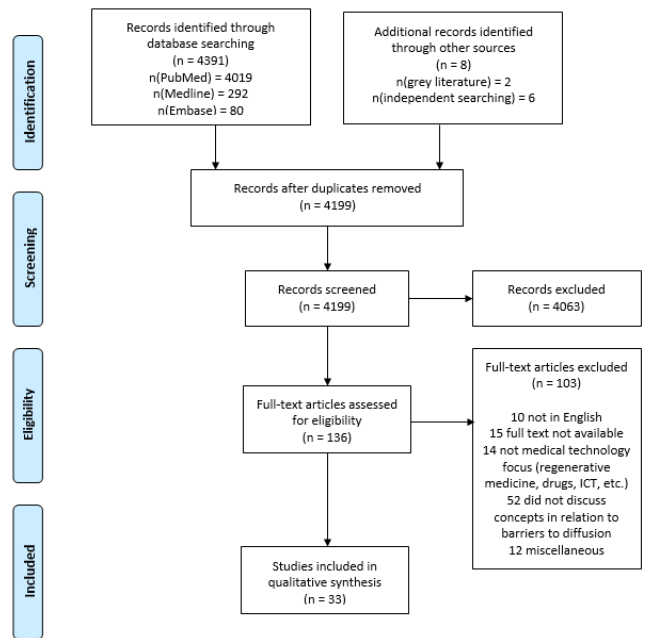 Records identified through
database searching
(n = 4391)
n(PubMed) = 4019
n(Medline) = 292
n(Embase) = 80
Additional records identified
through other sources
(n = 8)
n(grey literature) = 2
n(independent searching) = 6
Identification
Records after duplicates removed
(n = 4199)
Screening
Records screened
(n = 4199)
Records excluded
(n = 4063)
Eligibility
Full-text articles assessed
for eligibility
(n = 136)
Full-text articles excluded
(n = 103)
10 not in English
15 full text not available
14 not medical technology
focus (regenerative
medicine, drugs, ICT, etc.)
52 did not discuss
concepts in relation to
barriers to diffusion
12 miscellaneous
Included
Studies included in
qualitative synthesis
(n = 33)